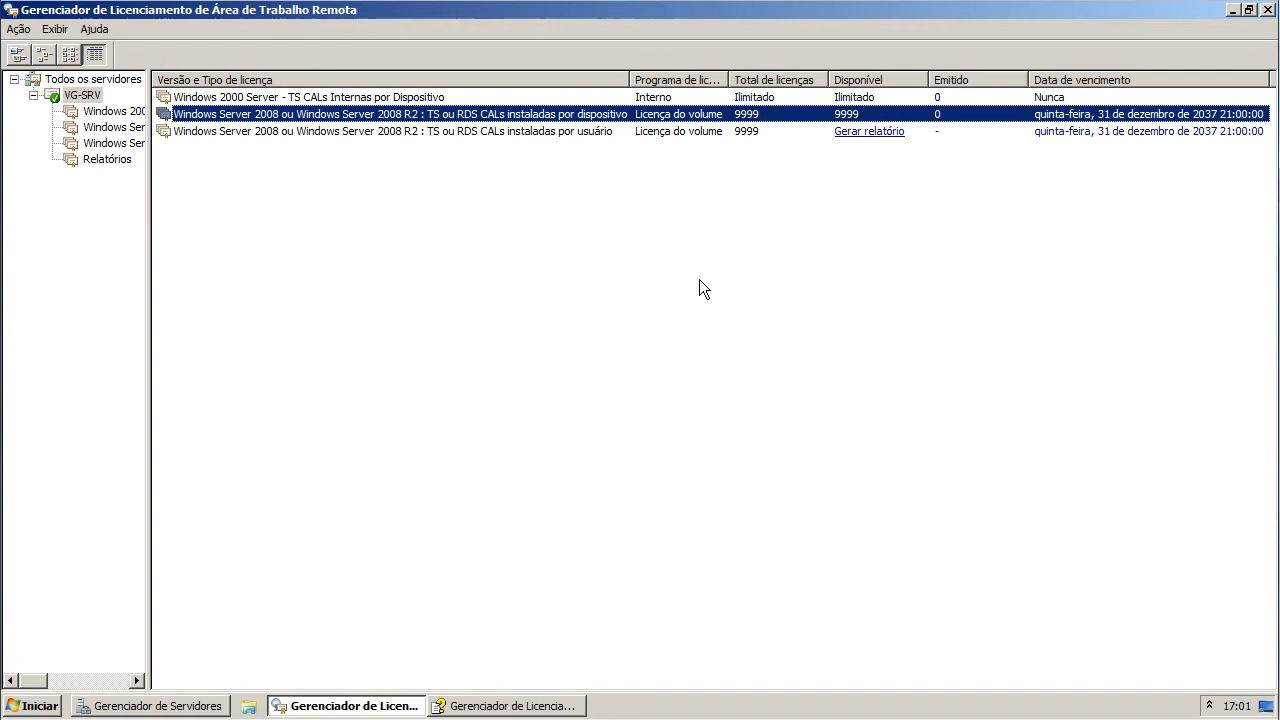 Gerenciador de Licenciamento de Área de Trabalho Remota
Ação Exibir Ajuda
Todos os servidores
VG-SRV
Windows 200
Windows Ser
Windows Ser
Relatórios
Versão e Tipo de licença Programa de lic... Total de licenças Disponível Emitido Data de vencimento
Windows 2000 Server - TS CALs Internas por Dispositivo Interno Ilimitado Ilimitado 0 Nunca
Windows Server 2008 ou Windows Server 2008 R2 : TS ou RDS CALs instaladas por dispositivo Licença do volume 9999 9999 0 quinta-feira, 31 de dezembro de 2037 21:00:00
Windows Server 2008 ou Windows Server 2008 R2 : TS ou RDS CALs instaladas por usuário Licença do volume 9999 Gerar relatório - quinta-feira, 31 de dezembro de 2037 21:00:00
Iniciar Gerenciador de Servidores Gerenciador de Licen... Gerenciador de Licencia... 17:01